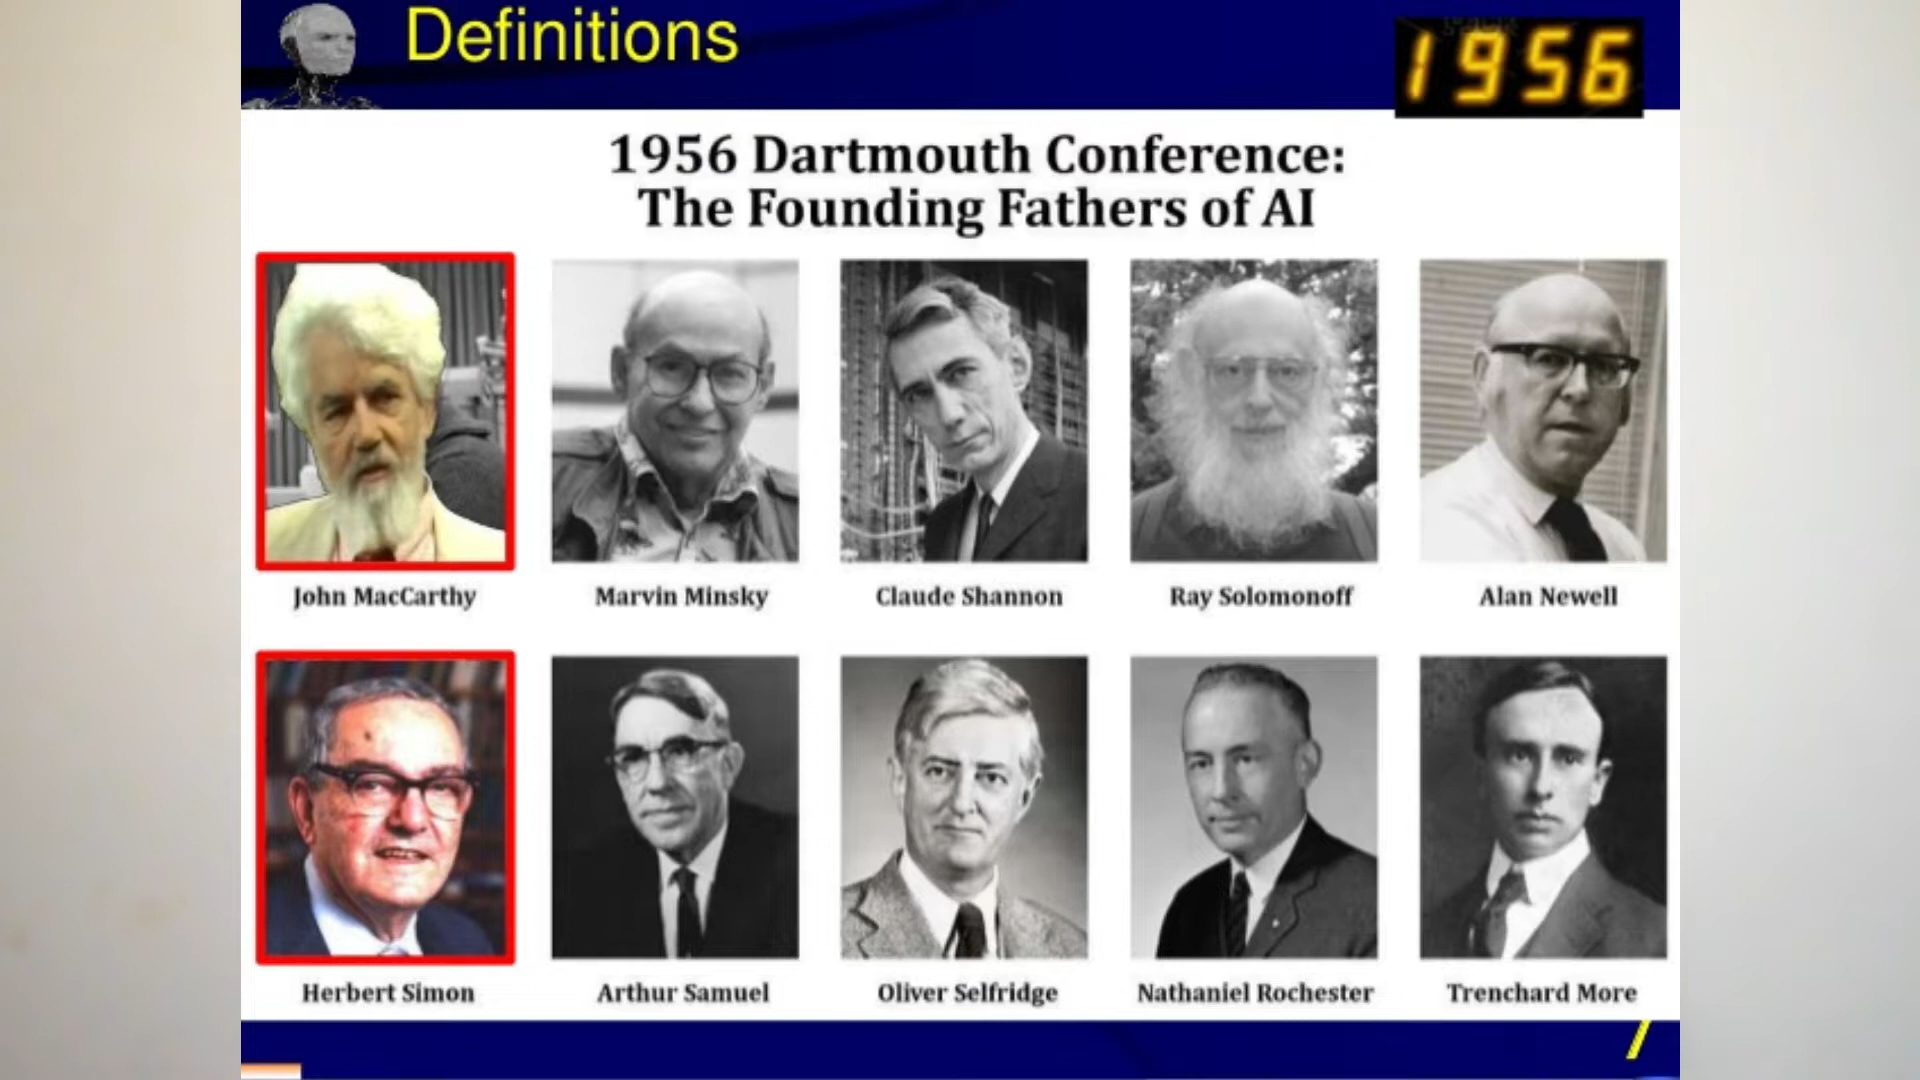 Definitions
1956
1956 Dartmouth Conference:
The Founding Fathers of AI
John MacCarthy
Marvin Minsky
Claude Shannon
Ray Solomonoff
Alan Newell
Herbert Simon
Arthur Samuel
Oliver Selfridge
Nathaniel Rochester
Trenchard More
7